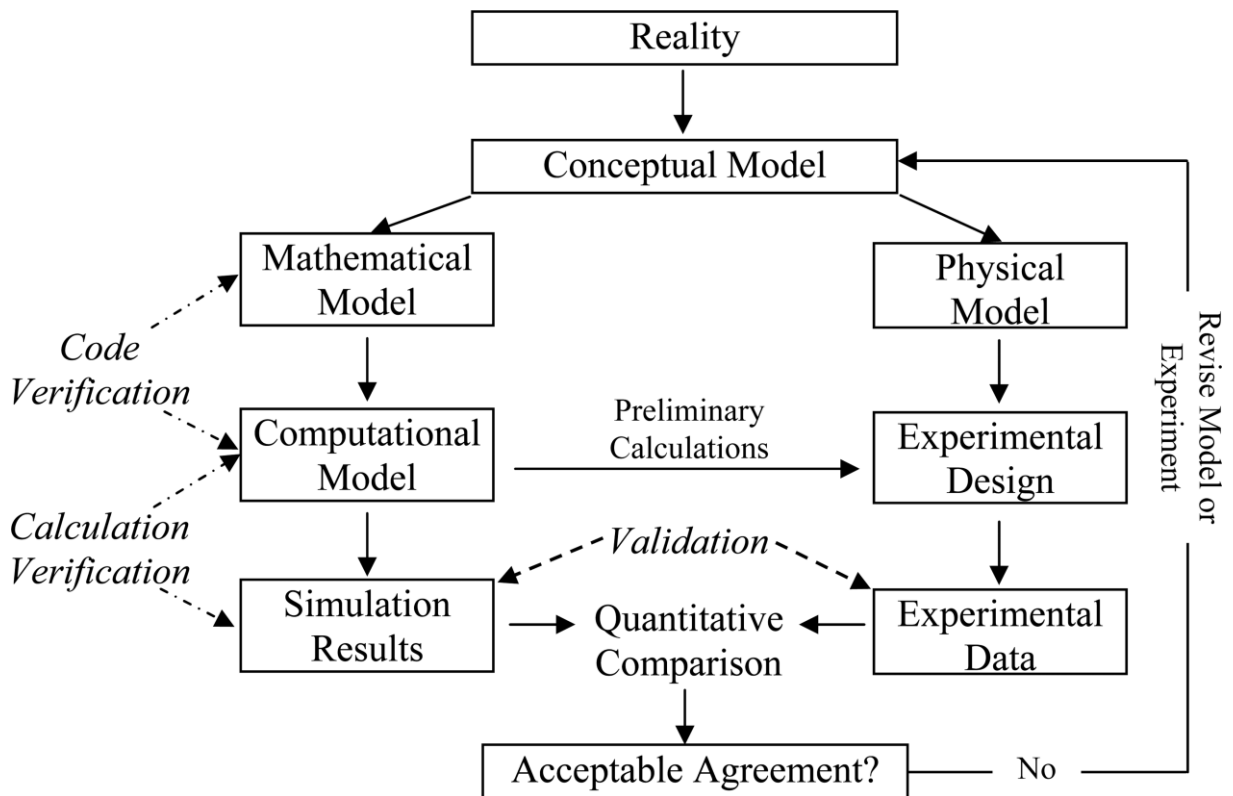 Reality
Conceptual Model
Mathematical
Model
Physical
Model
Code
Verification
Revise Model or
Experiment
Computational
Model
Preliminary
Calculations
Experimental
Design
Calculation
Verification
Validation
Simulation
Results
Quantitative
Comparison
Experimental
Data
Acceptable Agreement?
No